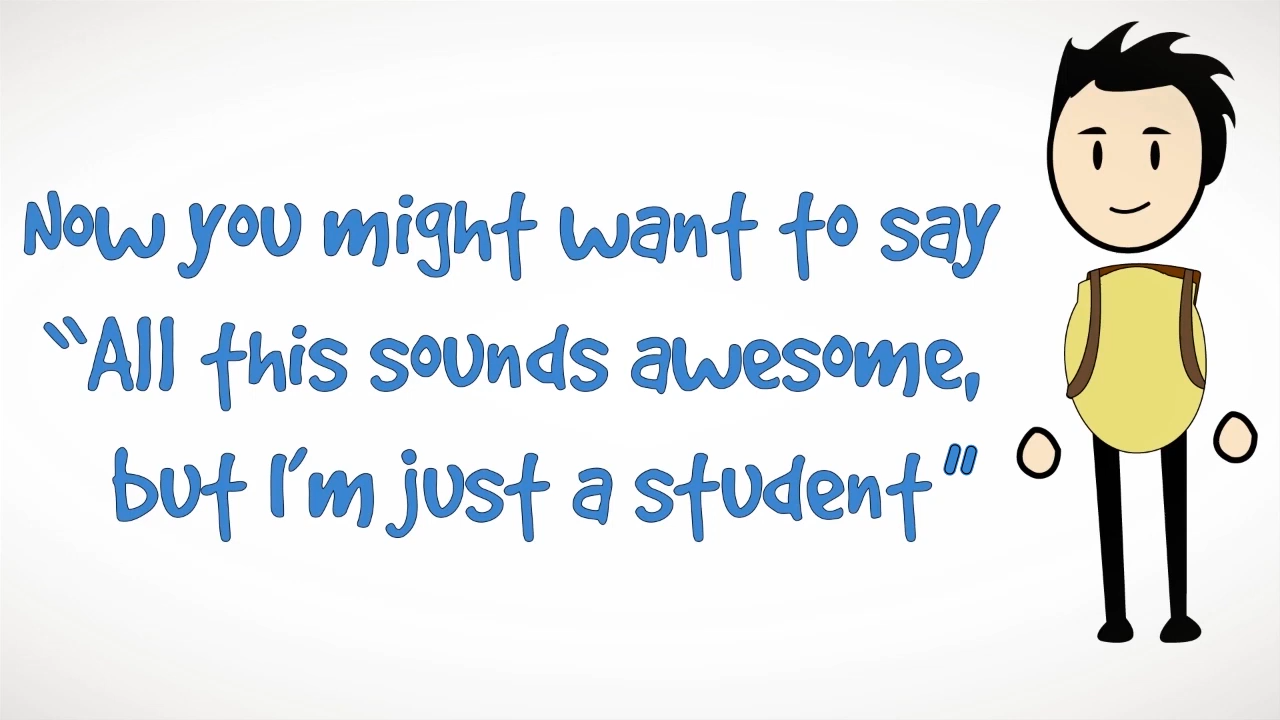 Now you might want to say
“All this sounds awesome,
but I'm just a student"